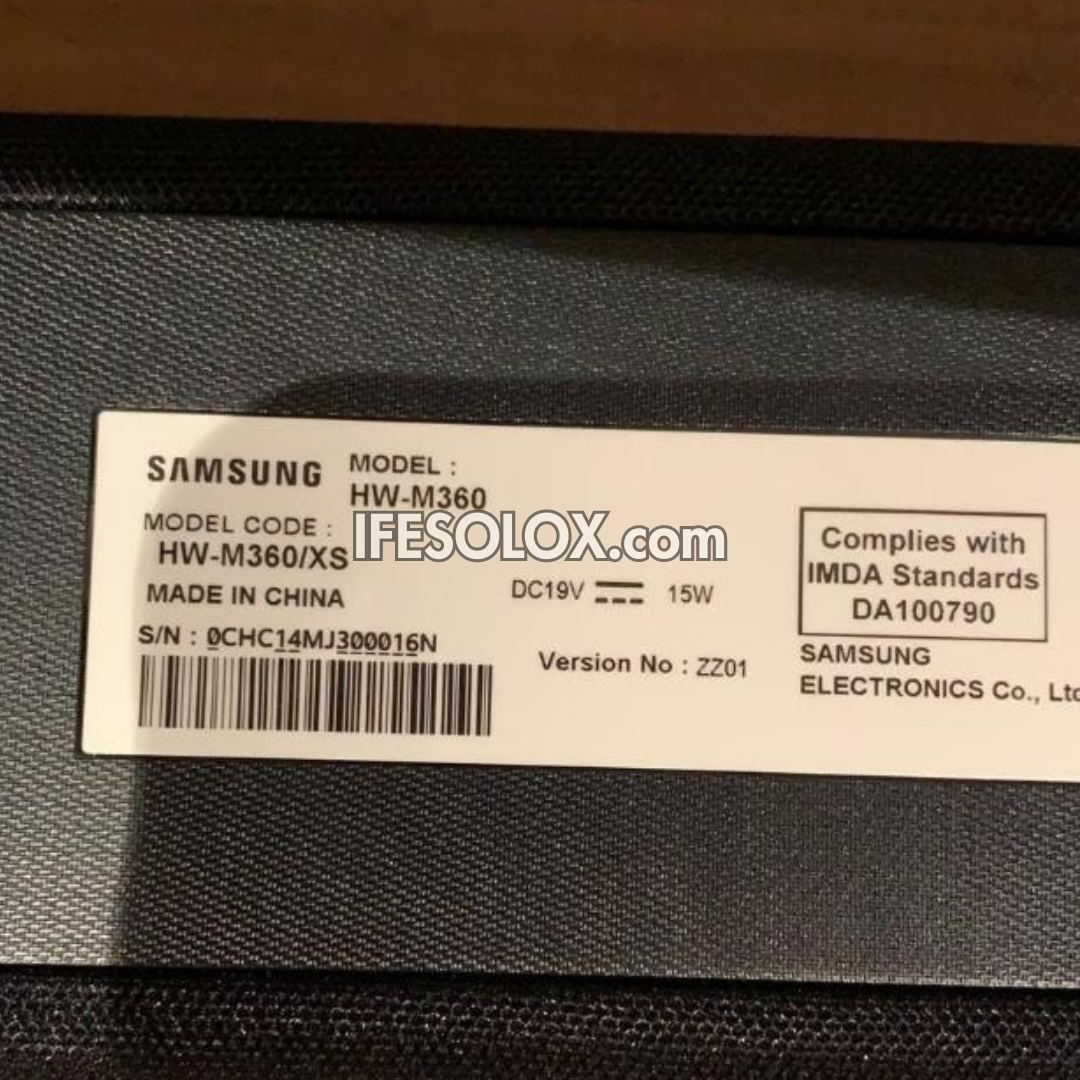 SAMSUNG
MODEL :
HW-M360
MODEL CODE :
HW-M360/XS
IFESOLOX.com
MADE IN CHINA
DC19V 15W
S/N : 0CHC14MJ300016N
Version No : ZZ01
Complies with
IMDA Standards
DA100790
SAMSUNG
ELECTRONICS Co., Ltd